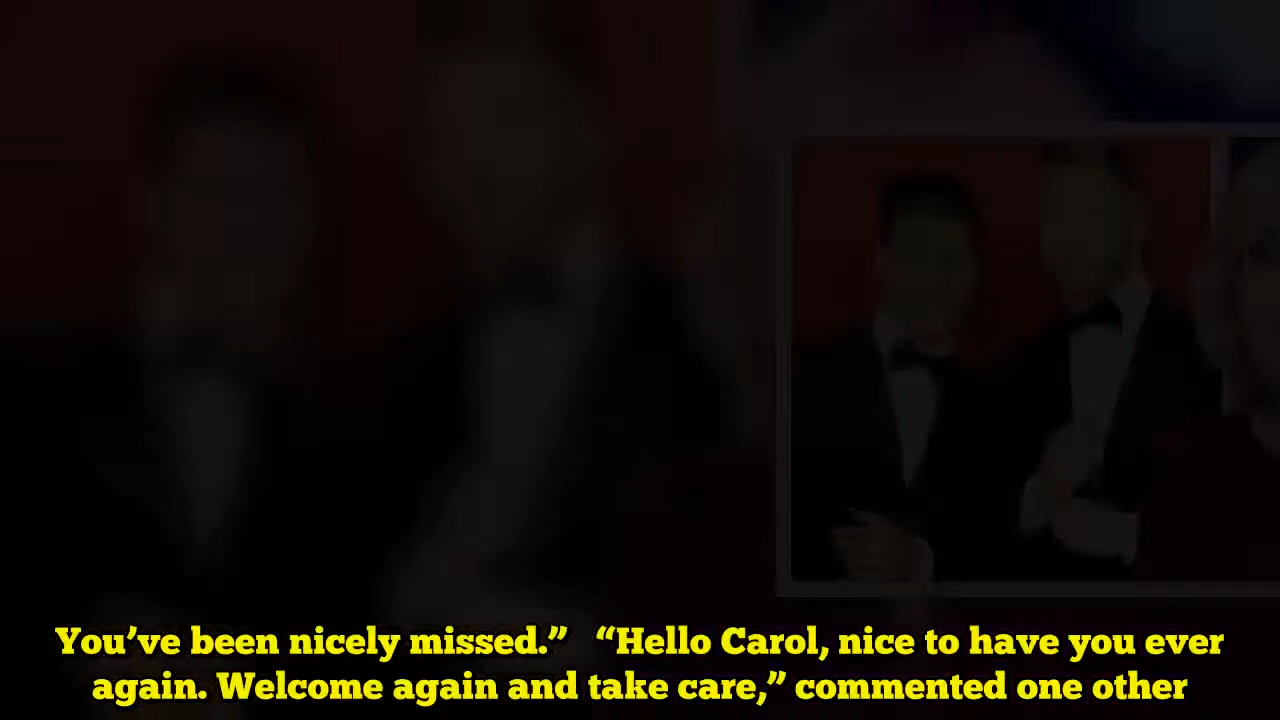 You’ve been nicely missed.” “Hello Carol, nice to have you ever
again. Welcome again and take care,” commented one other